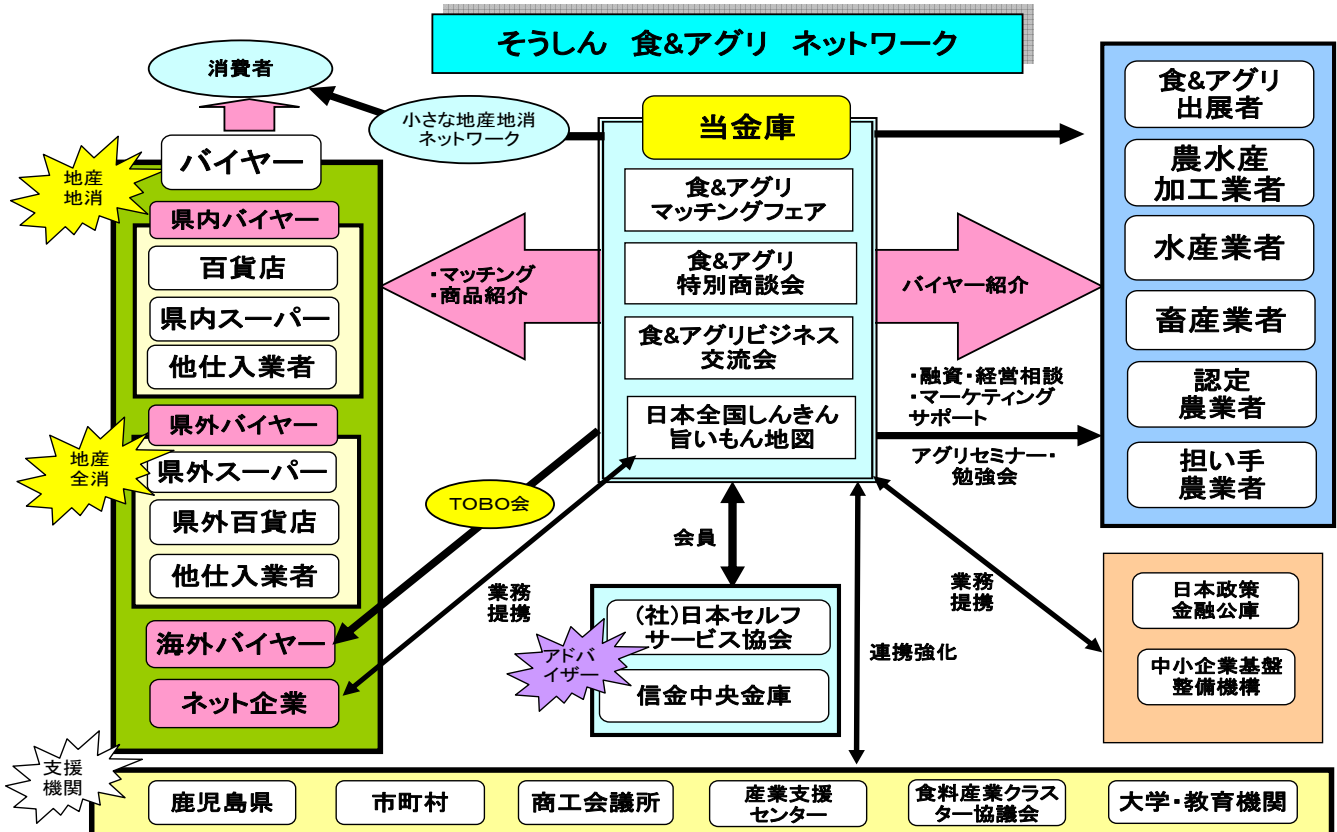 そうしん 食&アグリ ネットワーク
消費者
小さな地産地消
ネットワーク
バイヤー
地産
地消
県内バイヤー
百貨店
県内スーパー
他仕入業者
地産
全消
県外バイヤー
県外スーパー
県外百貨店
他仕入業者
海外バイヤー
ネット企業
・マッチング
・商品紹介
TOBO会
業務
提携
当金庫
食&アグリ
マッチングフェア
食&アグリ
特別商談会
食&アグリビジネス
交流会
日本全国しんきん
旨いもん地図
会員
(社)日本セルフ
サービス協会
信金中央金庫
アドバ
イザー
バイヤー紹介
・融資・経営相談
・マーケティング
サポート
アグリセミナー・
勉強会
業務
提携
連携強化
食&アグリ
出展者
農水産
加工業者
水産業者
畜産業者
認定
農業者
担い手
農業者
日本政策
金融公庫
中小企業基盤
整備機構
支援
機関
鹿児島県
市町村
商工会議所
産業支援
センター
食料産業クラス
ター協議会
大学・教育機関